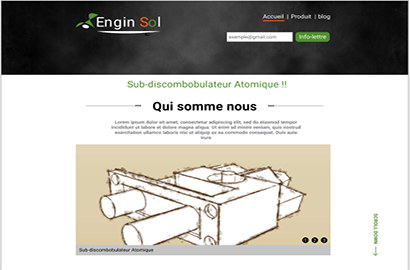 Engin Sol
Accueil | Produit | blog
example@gmail.com Info-lettre
Sub-discombobulateur Atomique !!
Qui somme nous
Lorem ipsum dolor sit amet, consectetur adipiscing elit, sed do eiusmod tempor
incididunt ut labore et dolore magna aliqua. Ut enim ad minim veniam, quis nostrud
exercitation ullamco laboris nisi ut aliquip ex ea commodo consequat. Duis aute
irure
1 2 3
Sub-discombobulateur Atomique
SCROLL DOWN